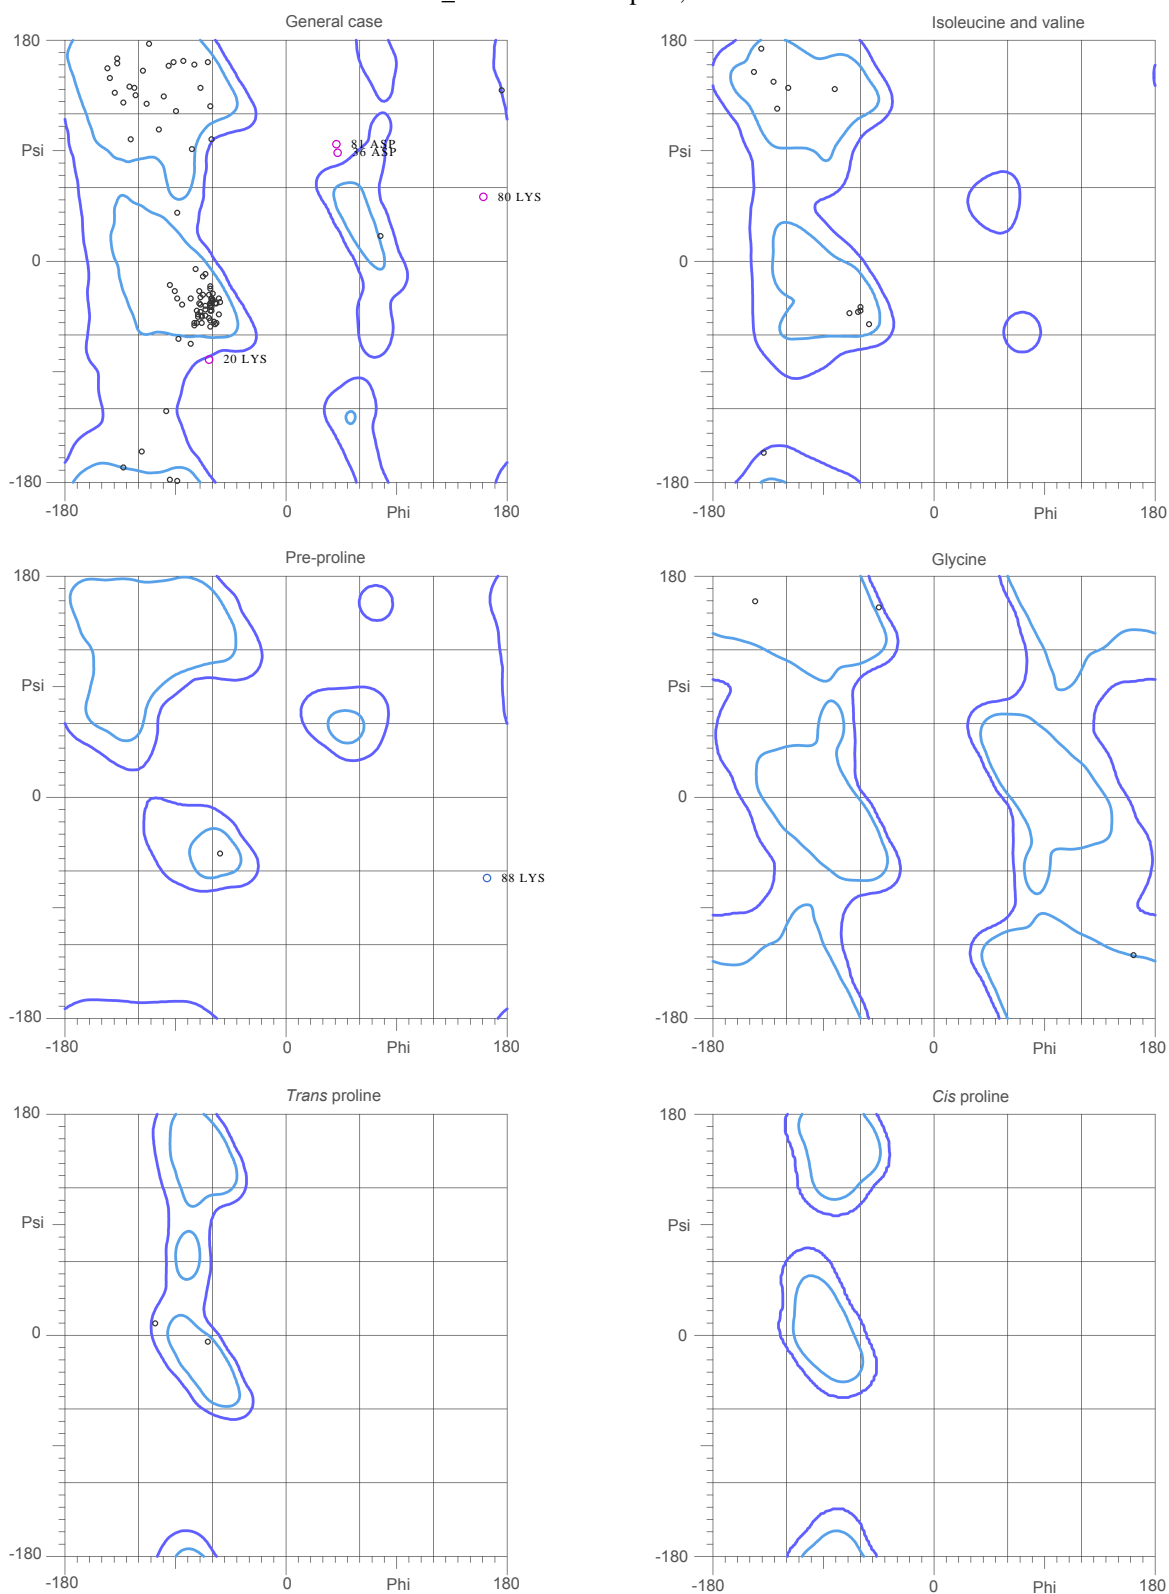 General case
Isoleucine and valine
180
180
81 ASP
Psi
36 ASP
Psi
80 LYS
0
0
20 LYS
-180
-180
-180
0
Phi
180
-180
0
Phi
180
Pre-proline
Glycine
180
180
Psi
Psi
0
0
88 LYS
-180
-180
-180
0
Phi
180
-180
0
Phi
180
Trans proline
Cis proline
180
180
Psi
Psi
0
0
-180
-180
-180
0
Phi
180
-180
0
Phi
180